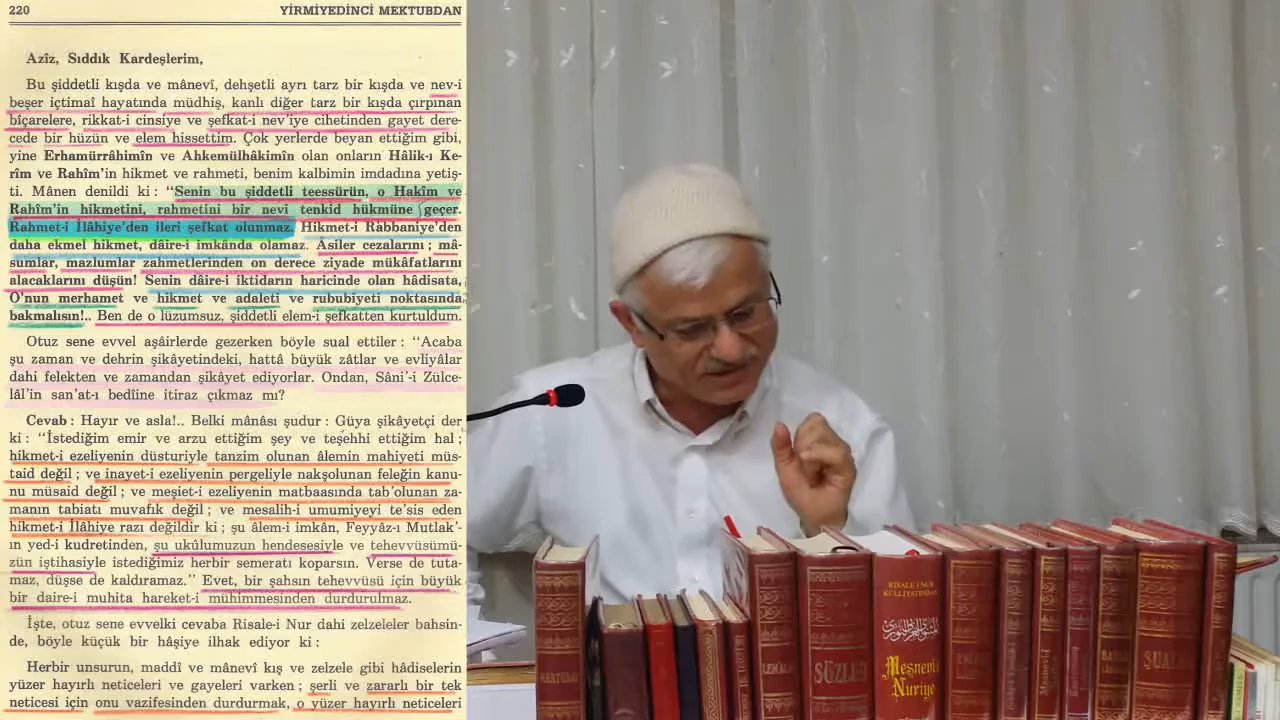 220 YİRMİYEDİNCİ MEKTUBDAN
Azîz, Sıddık Kardeşlerim,
Bu şiddetli kışda ve mânevî, dehşetli ayrı tarz bir kışda ve nev-i
beşer içtimaî hayatında müdhiş, kanlı diğer tarz bir kışda çırpınan
bîçarelere, rikkat-i cinsiye ve şefkat-i nev'iye cihetinden gayet dere-
cede bir hüzün ve elem hissettim. Çok yerlerde beyan ettiğim gibi,
yine Erhamürrâhimîn ve Ahkemülhâkimîn olan onların Hâlik-ı Ke-
rîm ve Rahîm'in hikmet ve rahmeti, benim kalbimin imdadına yetiş-
ti. Mânen denildi ki: "Senin bu şiddetli teessürün, o Hakîm ve
Rahîm'in hikmetini, rahmetini bir nevi tenkid hükmüne geçer.
Rahmet-i İlâhiye'den ileri şefkat olunmaz. Hikmet-i Rabbaniye'den
daha ekmel hikmet, dâire-i imkânda olamaz. Âsiler cezalarını; mâ-
sumlar, mazlumlar zahmetlerinden on derece ziyade mükâfatlarını
alacaklarını düşün! Senin dâire-i iktidarın haricinde olan hâdisata,
O'nun merhamet ve hikmet ve adaleti ve rububiyeti noktasında,
bakmalısın!.. Ben de o lüzumsuz, şiddetli elem-i şefkatten kurtuldum.
Otuz sene evvel aşâirlerde gezerken böyle sual ettiler: "Acaba
şu zaman ve dehrin şikâyetindeki, hattâ büyük zâtlar ve evliyâlar
dahi felekten ve zamandan şikâyet ediyorlar. Ondan, Sâni'-i Zülce-
lâl'in san'at-ı bedîine itiraz çıkmaz mı?
Cevab: Hayır ve asla!.. Belki mânâsı şudur: Güya şikâyetçi der
ki: "İstediğim emir ve arzu ettiğim şey ve teşehhi ettiğim hal;
hikmet-i ezeliyenin düsturiyle tanzim olunan âlemin mahiyeti müs-
taid değil; ve inayet-i ezeliyenin pergeliyle nakşolunan feleğin kanu-
nu müsaid değil; ve meşiet-i ezeliyenin matbaasında tab'olunan za-
manın tabiatı muvafık değil; ve mesalih-i umumiyeyi te'sis eden
hikmet-i İlâhiye razı değildir ki; şu âlem-i imkân, Feyyâz-ı Mutlak'-
ın yed-i kudretinden, şu ukûlumuzun hendesesiyle ve tehevvüsümü-
zün iştihasiyle istediğimiz herbir semeratı koparsın. Verse de tuta-
maz, düşse de kaldıramaz." Evet, bir şahsın tehevvüsü için büyük
bir daire-i muhita hareket-i mühimmesinden durdurulmaz.
İşte, otuz sene evvelki cevaba Risale-i Nur dahi zelzeleler bahsin-
de, böyle küçük bir hâşiye ilhak ediyor ki:
Herbir unsurun, maddî ve mânevî kış ve zelzele gibi hâdiselerin
yüzer hayırlı neticeleri ve gayeleri varken; şerli ve zararlı bir tek
neticesi için onu vazifesinden durdurmak, o yüzer hayırlı neticeleri
MEKTUBAT
LEM'ALAR
SÖZLER
RİSALE-İ NUR
KÜLLİYATINDAN
Mesnevî-i
Nuriye